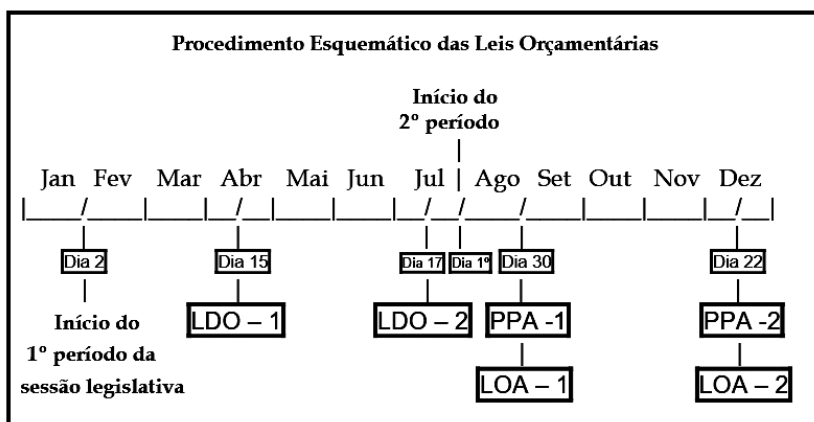 Procedimento Esquemático das Leis Orçamentárias
Início do
2º período
Jan Fev Mar Abr Mai Jun Jul Ago Set Out Nov Dez
Dia 2 Dia 15 Dia 17 Dia 1º Dia 30 Dia 22
Início do
1º período da
sessão legislativa
LDO – 1 LDO – 2 PPA -1 PPA -2
LOA – 1 LOA – 2